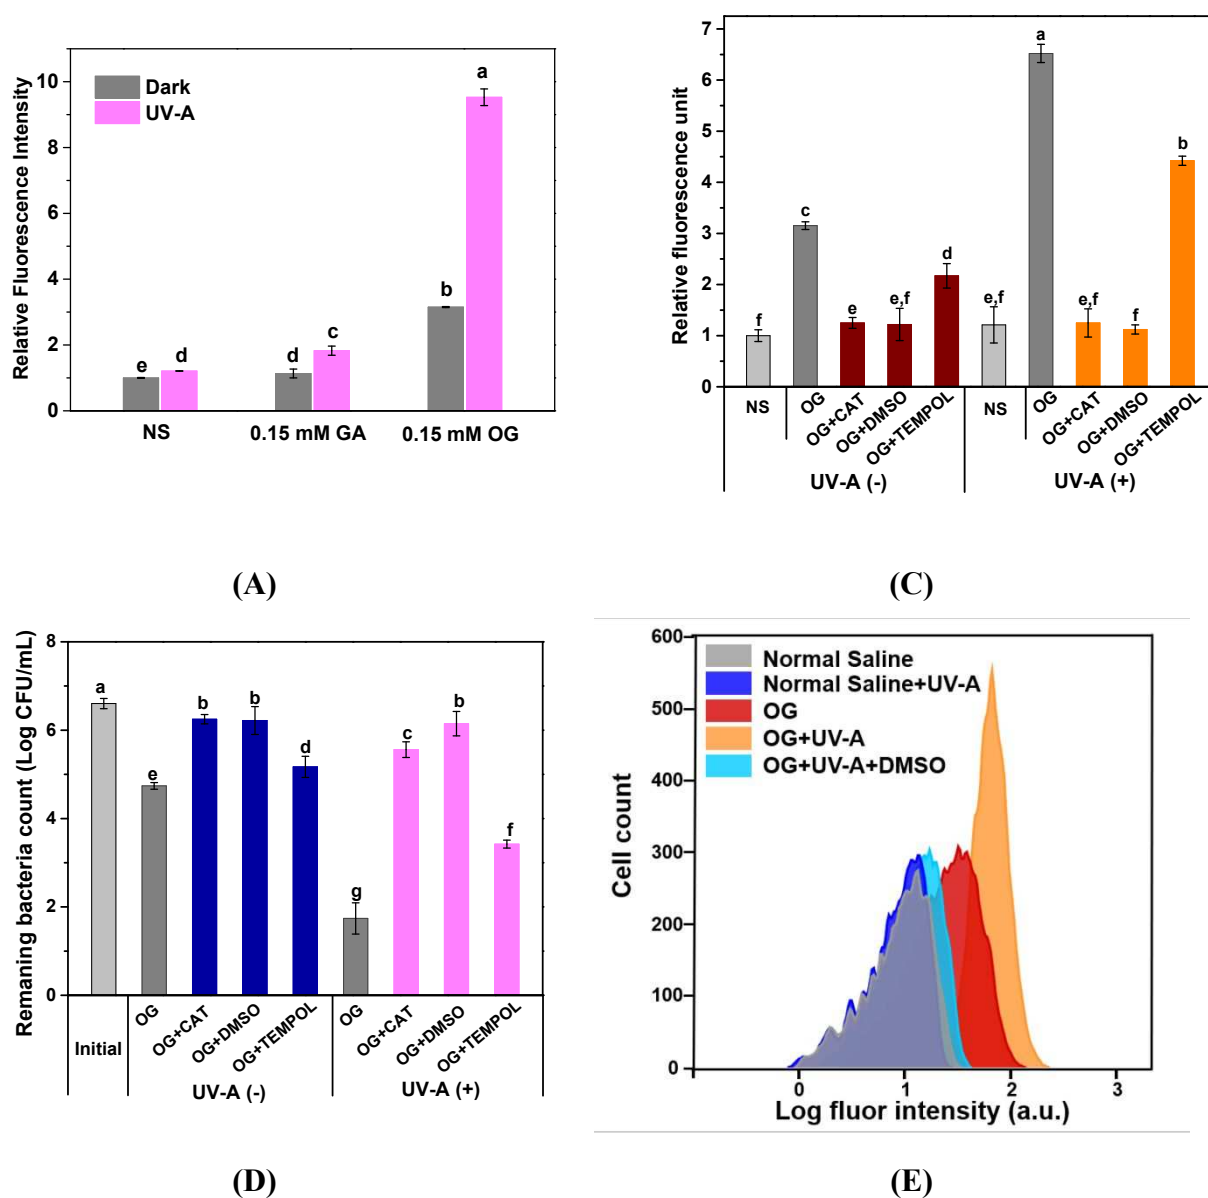 Relative Fluorescence Intensity
10
8
6
4
2
0
Dark
UV-A
e
d
d
c
b
a
NS
0.15 mM GA
0.15 mM OG
(A)
Relative fluorescence unit
7
6
5
4
3
2
1
0
f
c
e
e,f
d
e,f
a
e,f
f
b
NS
OG
OG+CAT
OG+DMSO
OG+TEMPOL
NS
OG
OG+CAT
OG+DMSO
OG+TEMPOL
UV-A (-)
UV-A (+)
(C)
Remaning bacteria count (Log CFU/mL)
8
6
4
2
0
a
e
b
b
d
g
c
b
f
Initial
OG
OG+CAT
OG+DMSO
OG+TEMPOL
OG
OG+CAT
OG+DMSO
OG+TEMPOL
UV-A (-)
UV-A (+)
(D)
Cell count
600
500
400
300
200
100
0
Normal Saline
Normal Saline+UV-A
OG
OG+UV-A
OG+UV-A+DMSO
0
1
2
3
Log fluor intensity (a.u.)
(E)